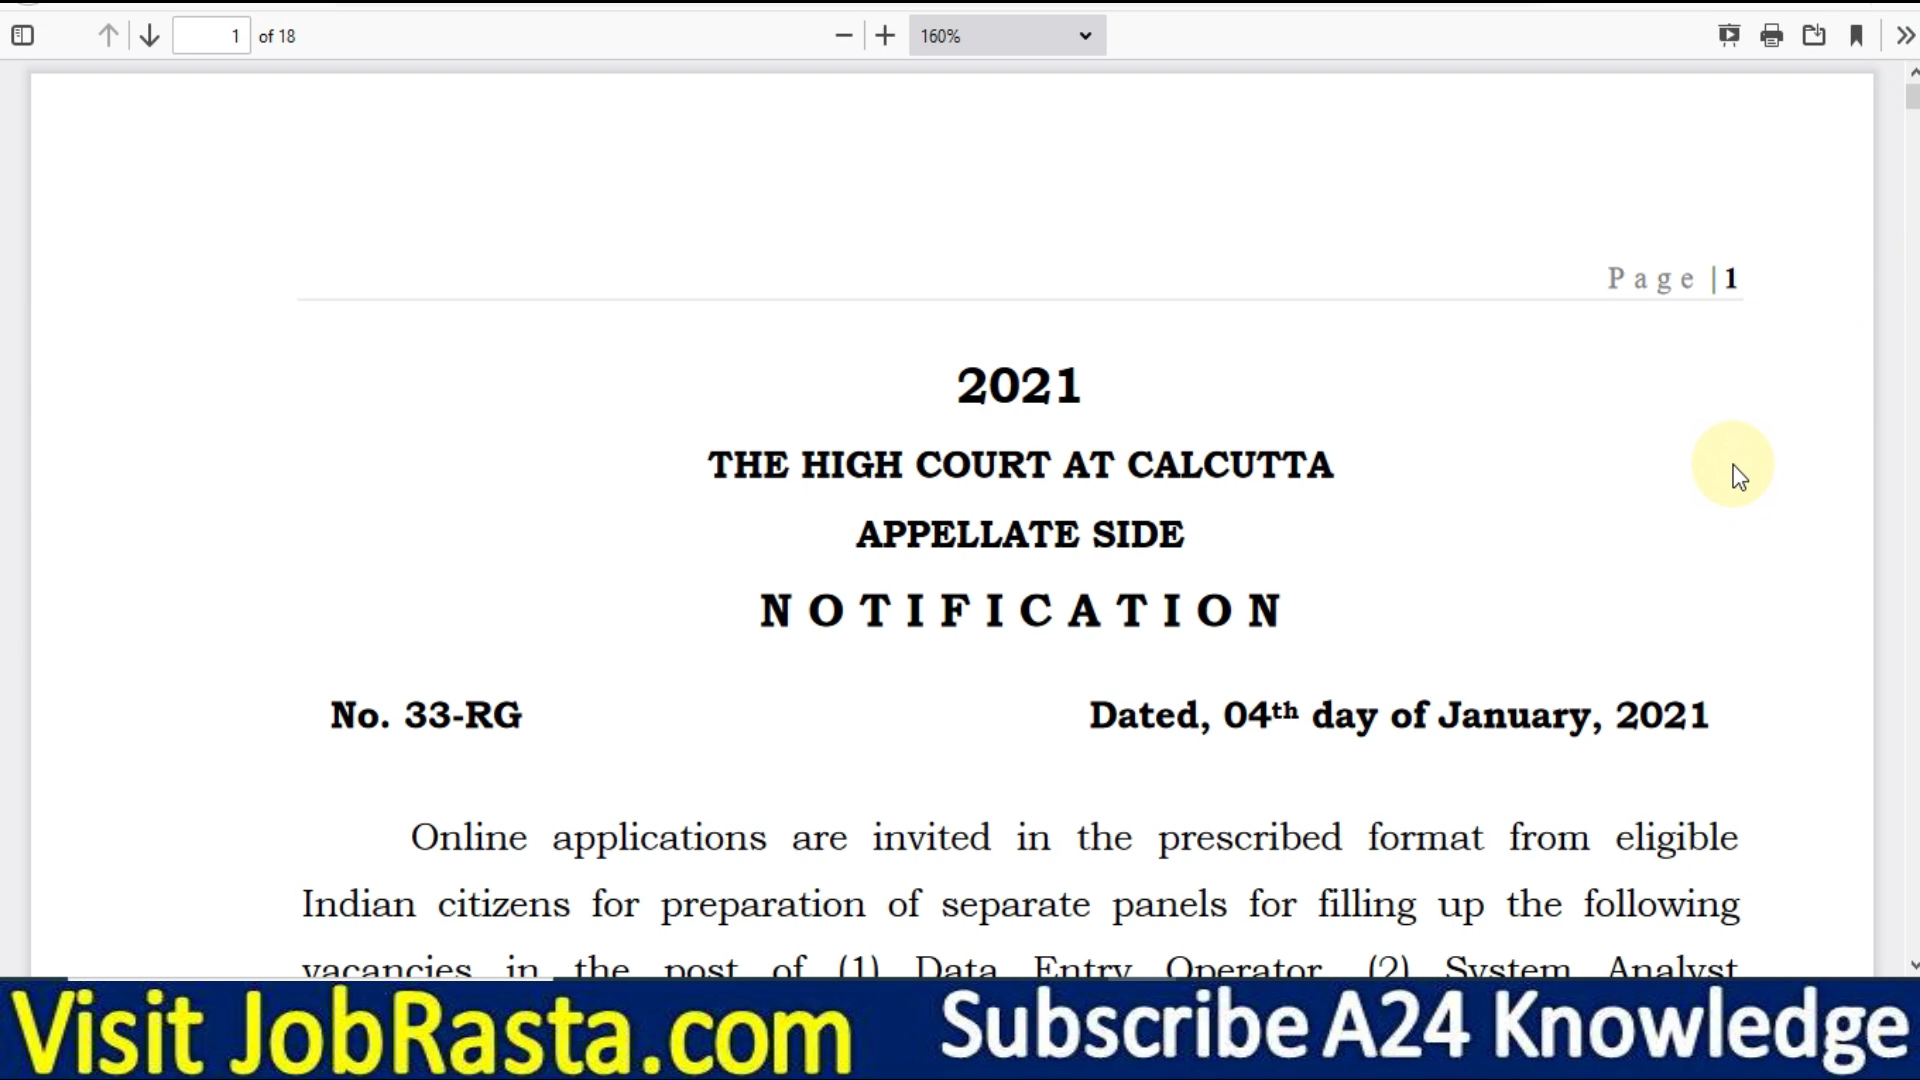 1 of 18 160%
Page |1
2021
THE HIGH COURT AT CALCUTTA
APPELLATE SIDE
NOTIFICATION
No. 33-RG Dated, 04th day of January, 2021
Online applications are invited in the prescribed format from eligible
Indian citizens for preparation of separate panels for filling up the following
vacancies in the post of (1) Data Entry Operator, (2) System Analyst
Visit JobRasta.com Subscribe A24 Knowledge